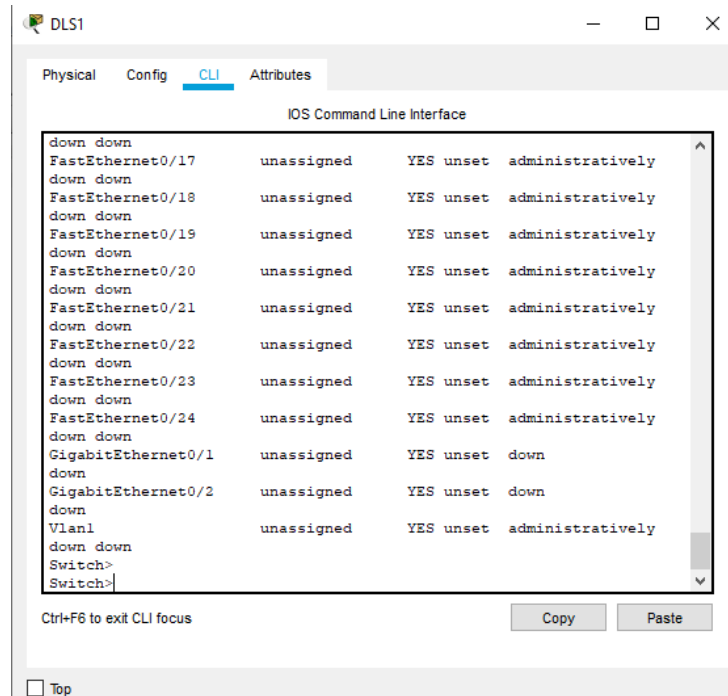 DLS1
Physical Config CLI Attributes
IOS Command Line Interface
down down
FastEthernet0/17 unassigned YES unset administratively
down down
FastEthernet0/18 unassigned YES unset administratively
down down
FastEthernet0/19 unassigned YES unset administratively
down down
FastEthernet0/20 unassigned YES unset administratively
down down
FastEthernet0/21 unassigned YES unset administratively
down down
FastEthernet0/22 unassigned YES unset administratively
down down
FastEthernet0/23 unassigned YES unset administratively
down down
FastEthernet0/24 unassigned YES unset administratively
down down
GigabitEthernet0/1 unassigned YES unset down
down
GigabitEthernet0/2 unassigned YES unset down
down
Vlan1 unassigned YES unset administratively
down down
Switch>
Switch>
Ctrl+F6 to exit CLI focus Copy Paste
Top